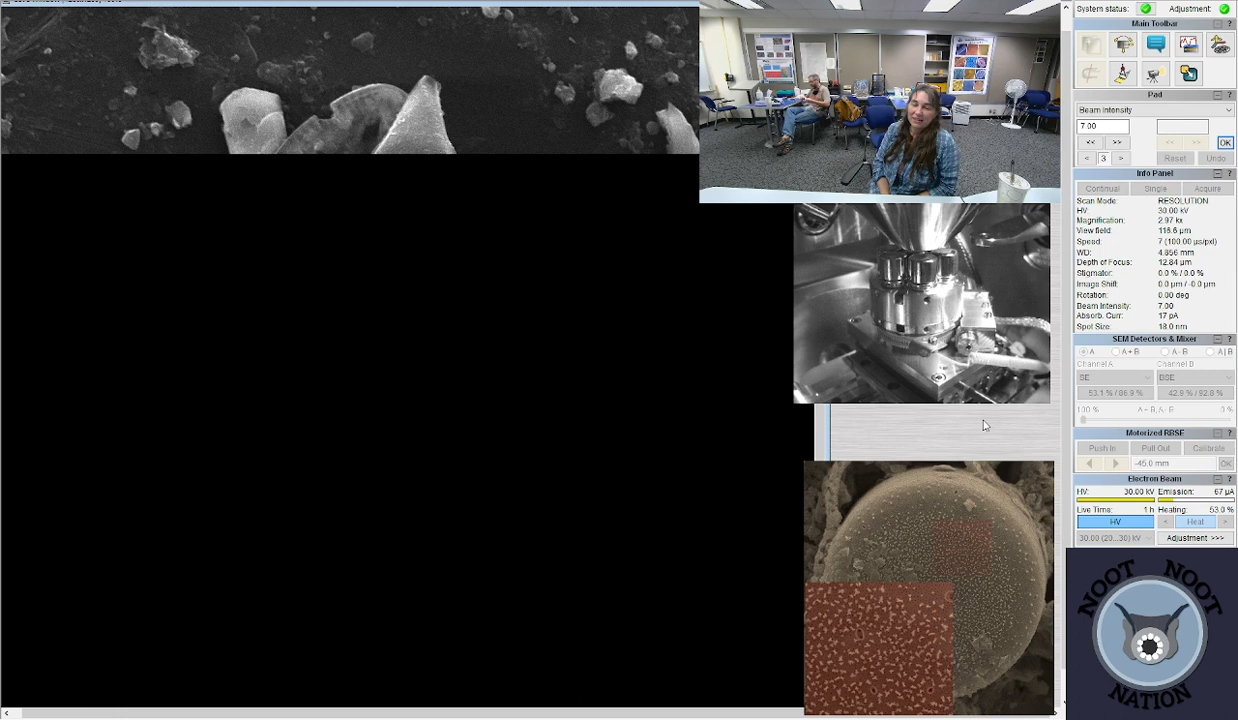 System status: Adjustment:
Main Toolbar
Pad
Beam Intensity
7.00
<< >> << >> OK
< 3 > Reset Undo
Info Panel
Continual Single Acquire
Scan Mode: RESOLUTION
HV: 30.00 kV
Magnification: 2.97 kx
View field: 116.6 µm
Speed: 7 (100.00 µs/pxl)
WD: 4.856 mm
Depth of Focus: 12.84 µm
Stigmator: 0.0 % / 0.0 %
Image Shift: 0.0 µm / -0.0 µm
Rotation: 0.00 deg
Beam Intensity: 7.00
Absorb. Curr: 17 pA
Spot Size: 18.0 nm
SEM Detectors & Mixer
A A + B A - B A | B
Channel A Channel B
SE BSE
53.1 % / 86.9 % 42.9 % / 92.8 %
100 % A + B, A - B 0 %
Motorized RBSE
Push In Pull Out Calibrate
-45.0 mm OK
Electron Beam
HV: 30.00 kV Emission: 67 µA
Live Time: 1 h Heating: 53.0 %
HV < Heat >
30.00 (20...30) kV Adjustment >>>
NOOT NOOT
NATION